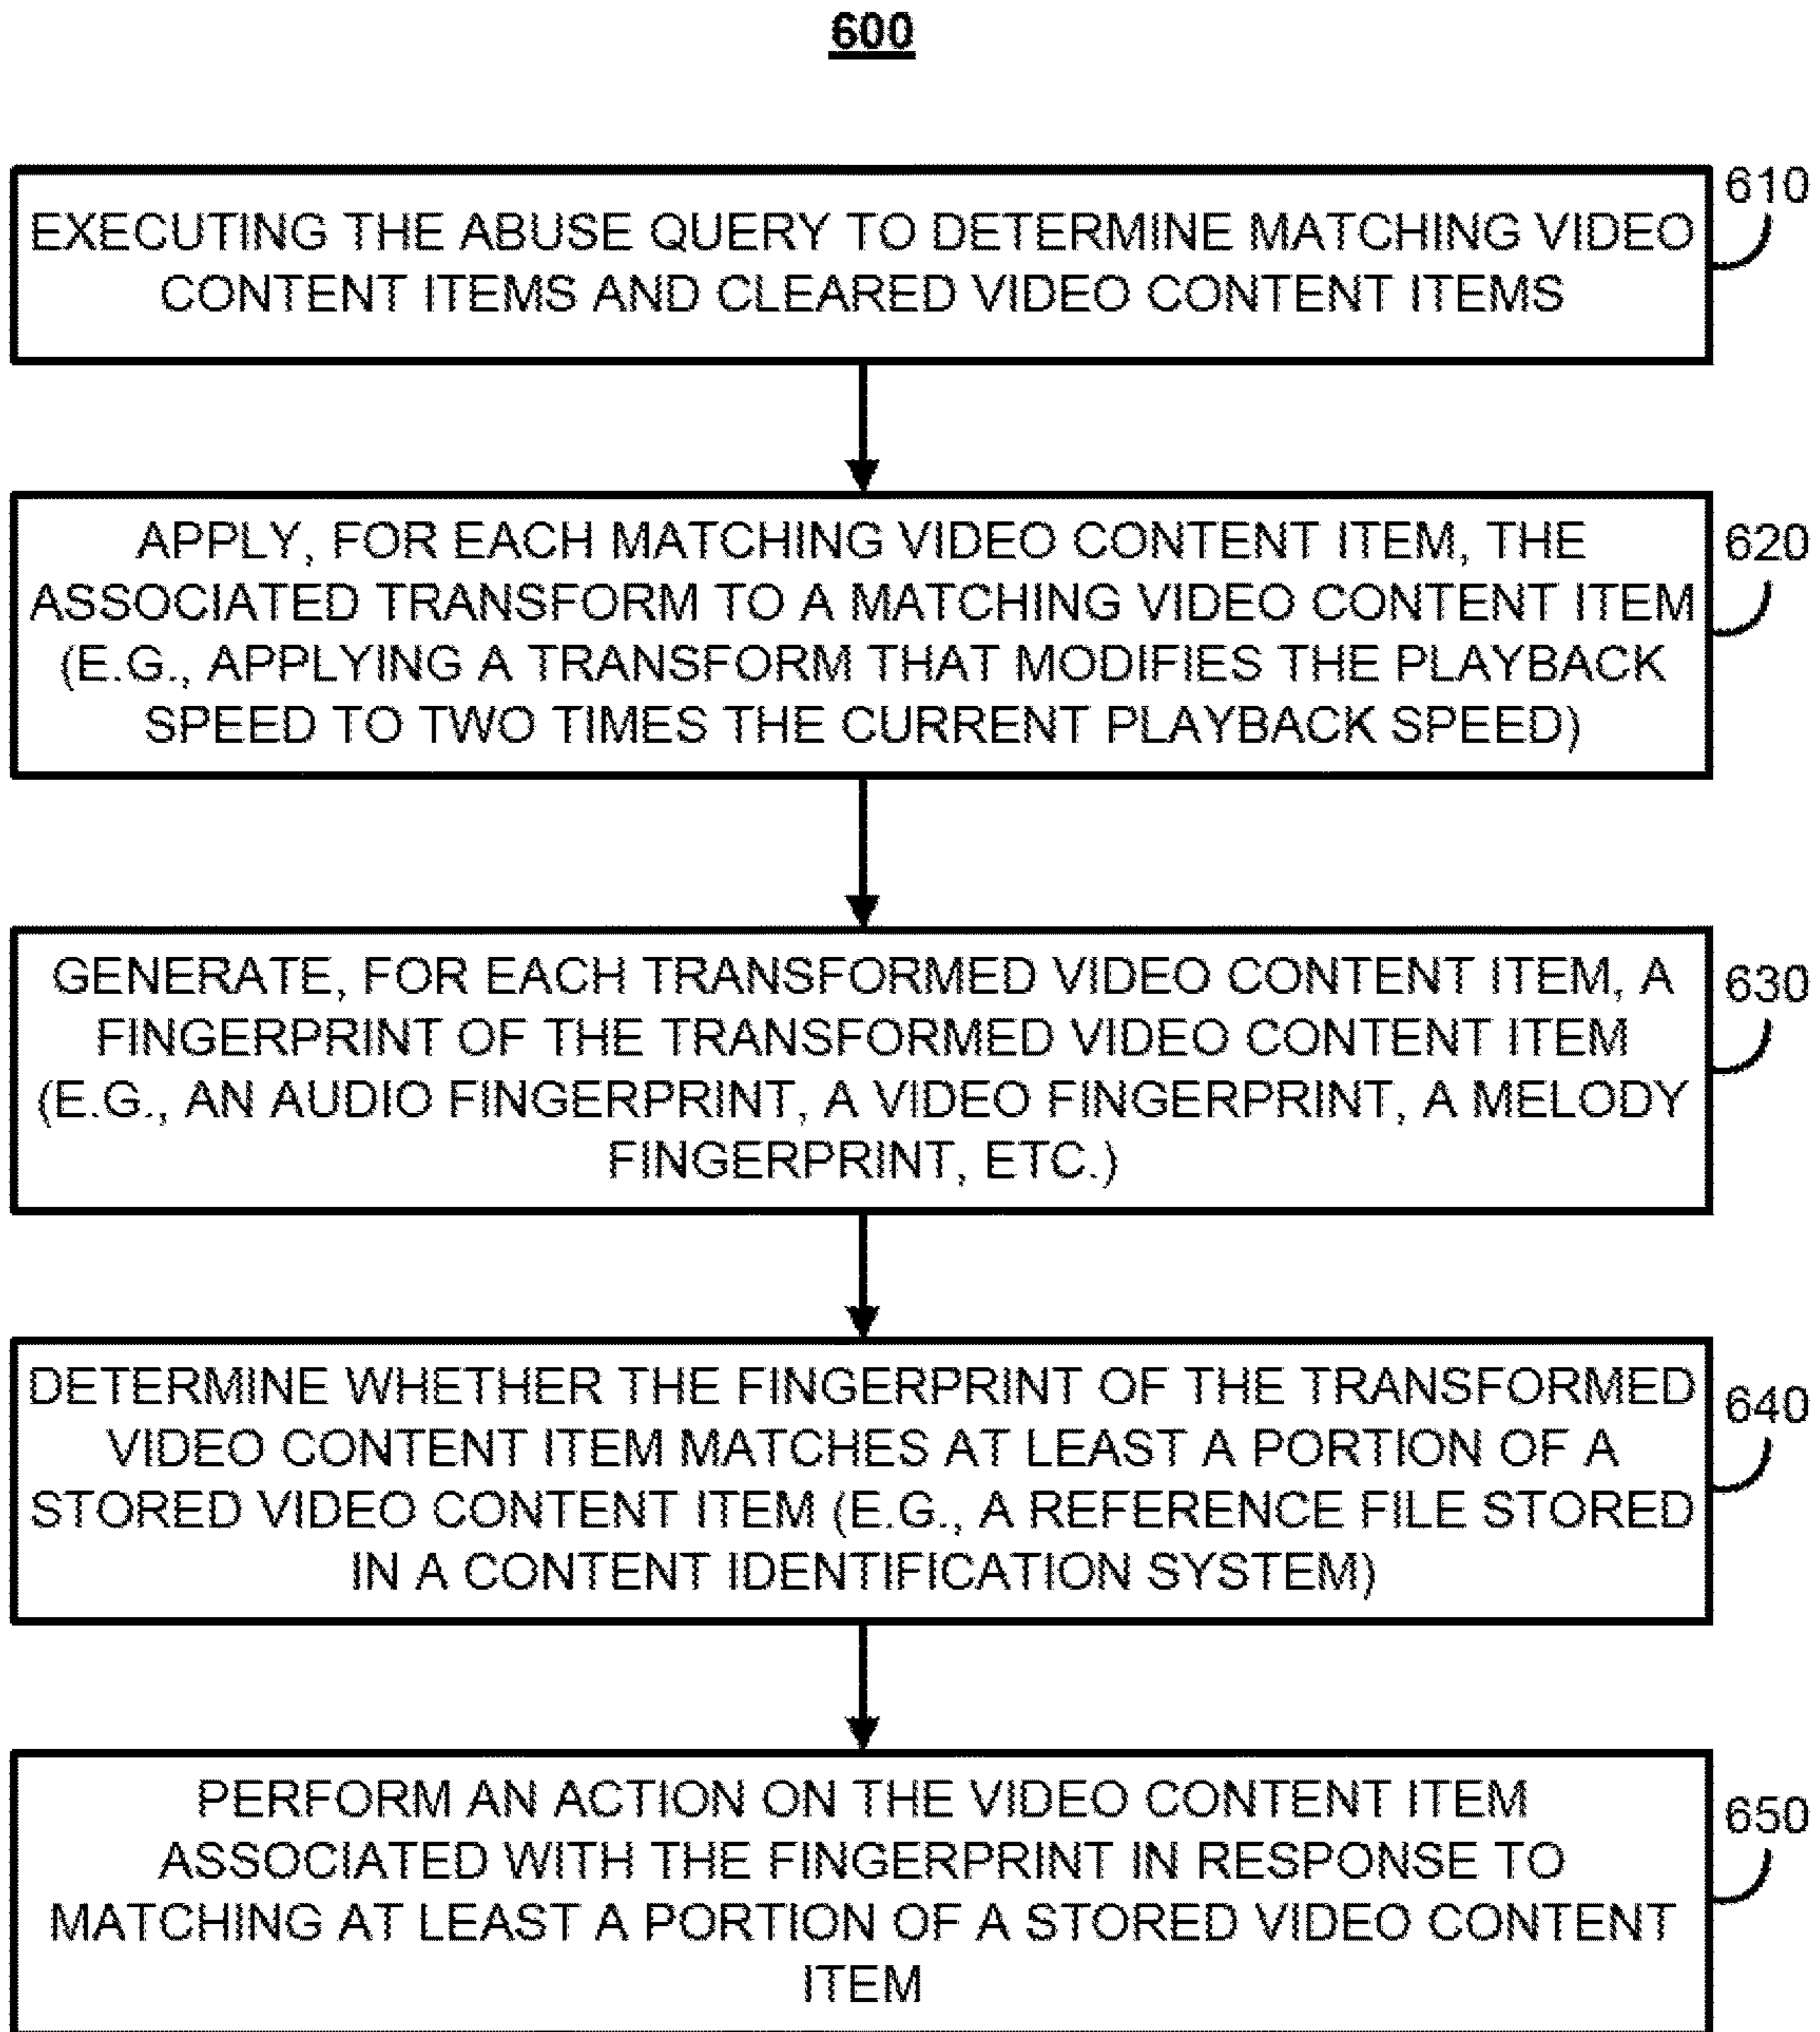 600
610
EXECUTING THE ABUSE QUERY TO DETERMINE MATCHING VIDEO
CONTENT ITEMS AND CLEARED VIDEO CONTENT ITEMS
620
APPLY, FOR EACH MATCHING VIDEO CONTENT ITEM, THE
ASSOCIATED TRANSFORM TO A MATCHING VIDEO CONTENT ITEM
(E.G., APPLYING A TRANSFORM THAT MODIFIES THE PLAYBACK
SPEED TO TWO TIMES THE CURRENT PLAYBACK SPEED)
630
GENERATE, FOR EACH TRANSFORMED VIDEO CONTENT ITEM, A
FINGERPRINT OF THE TRANSFORMED VIDEO CONTENT ITEM
(E.G., AN AUDIO FINGERPRINT, A VIDEO FINGERPRINT, A MELODY
FINGERPRINT, ETC.)
640
DETERMINE WHETHER THE FINGERPRINT OF THE TRANSFORMED
VIDEO CONTENT ITEM MATCHES AT LEAST A PORTION OF A
STORED VIDEO CONTENT ITEM (E.G., A REFERENCE FILE STORED
IN A CONTENT IDENTIFICATION SYSTEM)
650
PERFORM AN ACTION ON THE VIDEO CONTENT ITEM
ASSOCIATED WITH THE FINGERPRINT IN RESPONSE TO
MATCHING AT LEAST A PORTION OF A STORED VIDEO CONTENT
ITEM